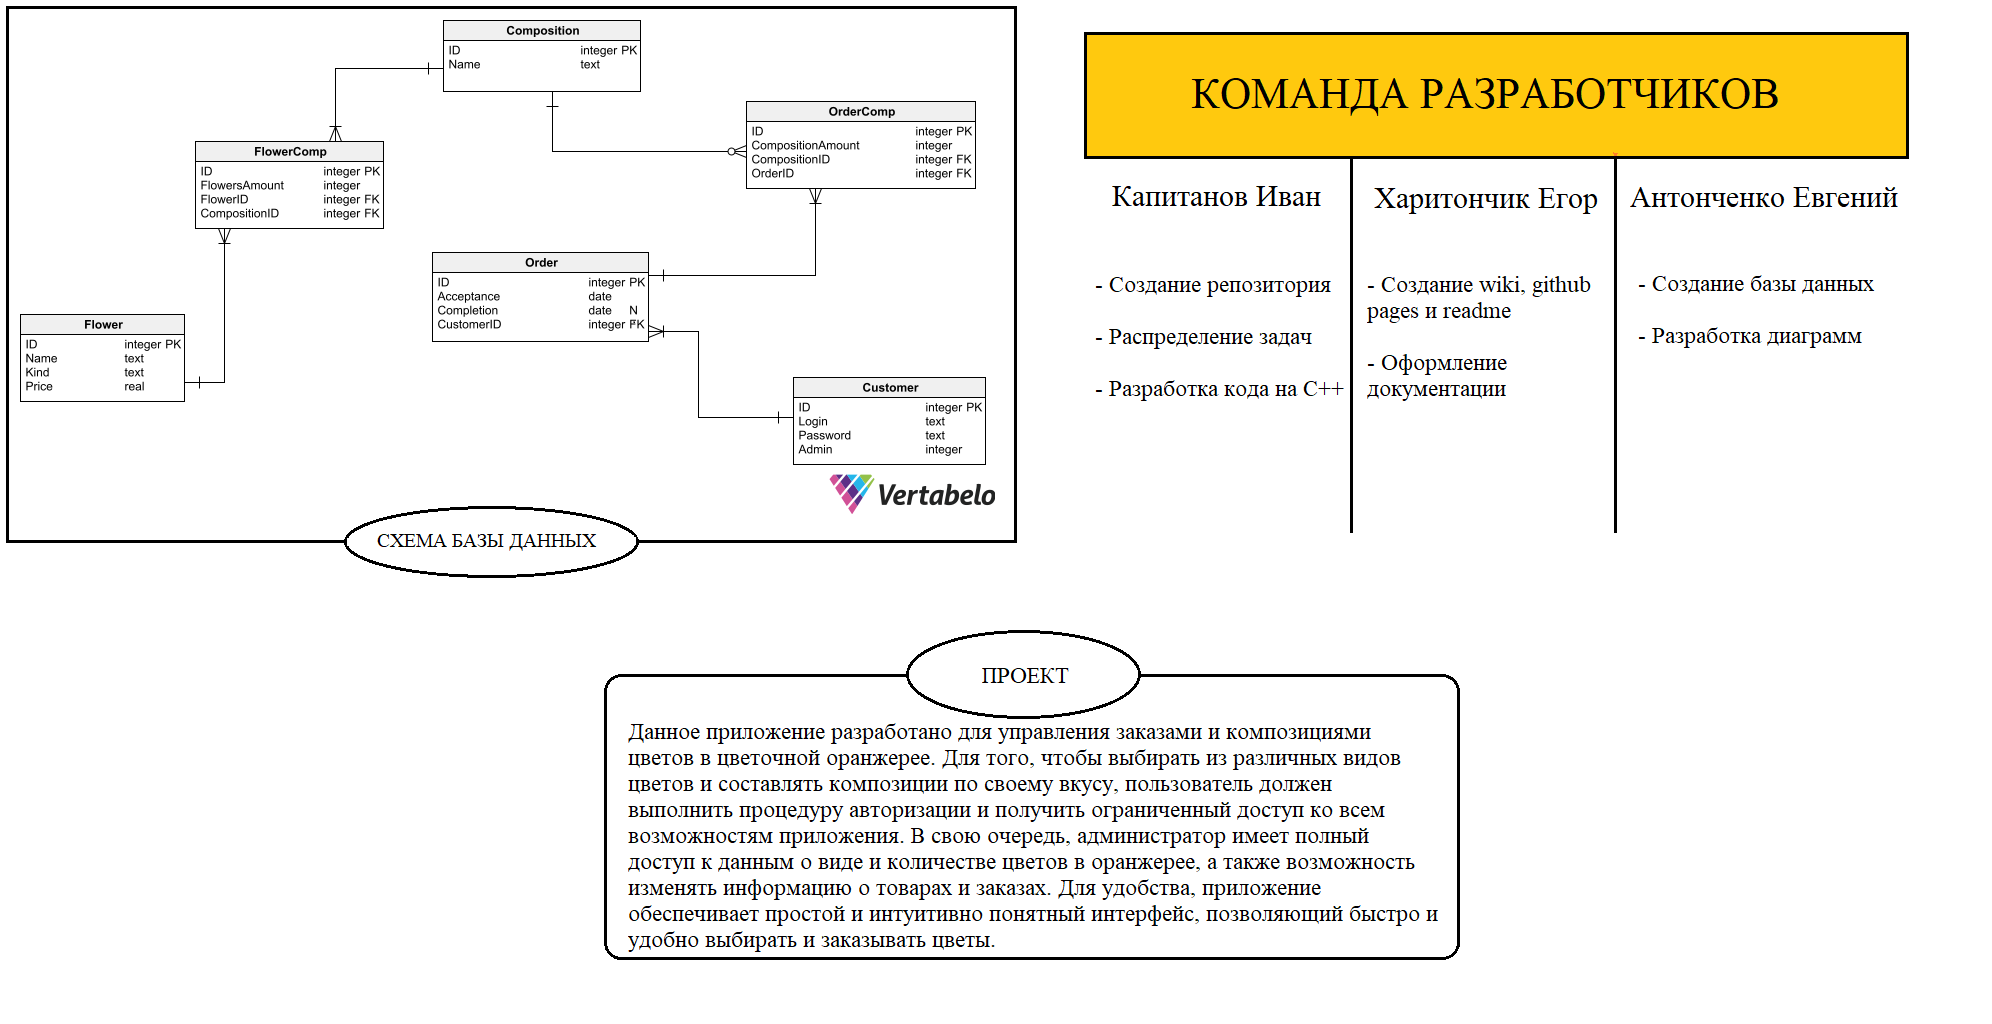 Composition
ID integer PK
Name text
OrderComp
ID integer PK
CompositionAmount integer
CompositionID integer FK
OrderID integer FK
FlowerComp
ID integer PK
FlowersAmount integer
FlowerID integer FK
CompositionID integer FK
Order
ID integer PK
Acceptance date
Completion date N
CustomerID integer FK
Flower
ID integer PK
Name text
Kind text
Price real
Customer
ID integer PK
Login text
Password text
Admin integer
Vertabelo
СХЕМА БАЗЫ ДАННЫХ
КОМАНДА РАЗРАБОТЧИКОВ
Капитанов Иван
- Создание репозитория
- Распределение задач
- Разработка кода на C++
Харитончик Егор
- Создание wiki, github
pages и readme
- Оформление
документации
Антонченко Евгений
- Создание базы данных
- Разработка диаграмм
ПРОЕКТ
Данное приложение разработано для управления заказами и композициями
цветов в цветочной оранжерее. Для того, чтобы выбирать из различных видов
цветов и составлять композиции по своему вкусу, пользователь должен
выполнить процедуру авторизации и получить ограниченный доступ ко всем
возможностям приложения. В свою очередь, администратор имеет полный
доступ к данным о виде и количестве цветов в оранжерее, а также возможность
изменять информацию о товарах и заказах. Для удобства, приложение
обеспечивает простой и интуитивно понятный интерфейс, позволяющий быстро и
удобно выбирать и заказывать цветы.